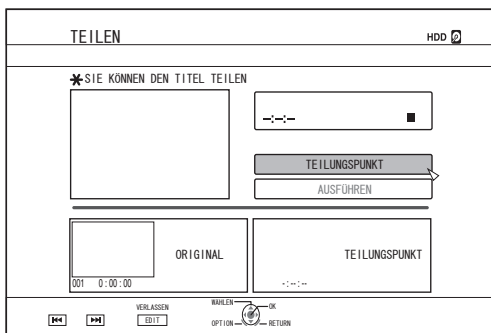 TEILEN
HDD
SIE KÖNNEN DEN TITEL TEILEN
-:-:-
TEILUNGSPUNKT
AUSFÜHREN
ORIGINAL
001 0:00:00
TEILUNGSPUNKT
-:--:--
VERLASSEN
EDIT
WAHLEN
OK
OPTION
RETURN